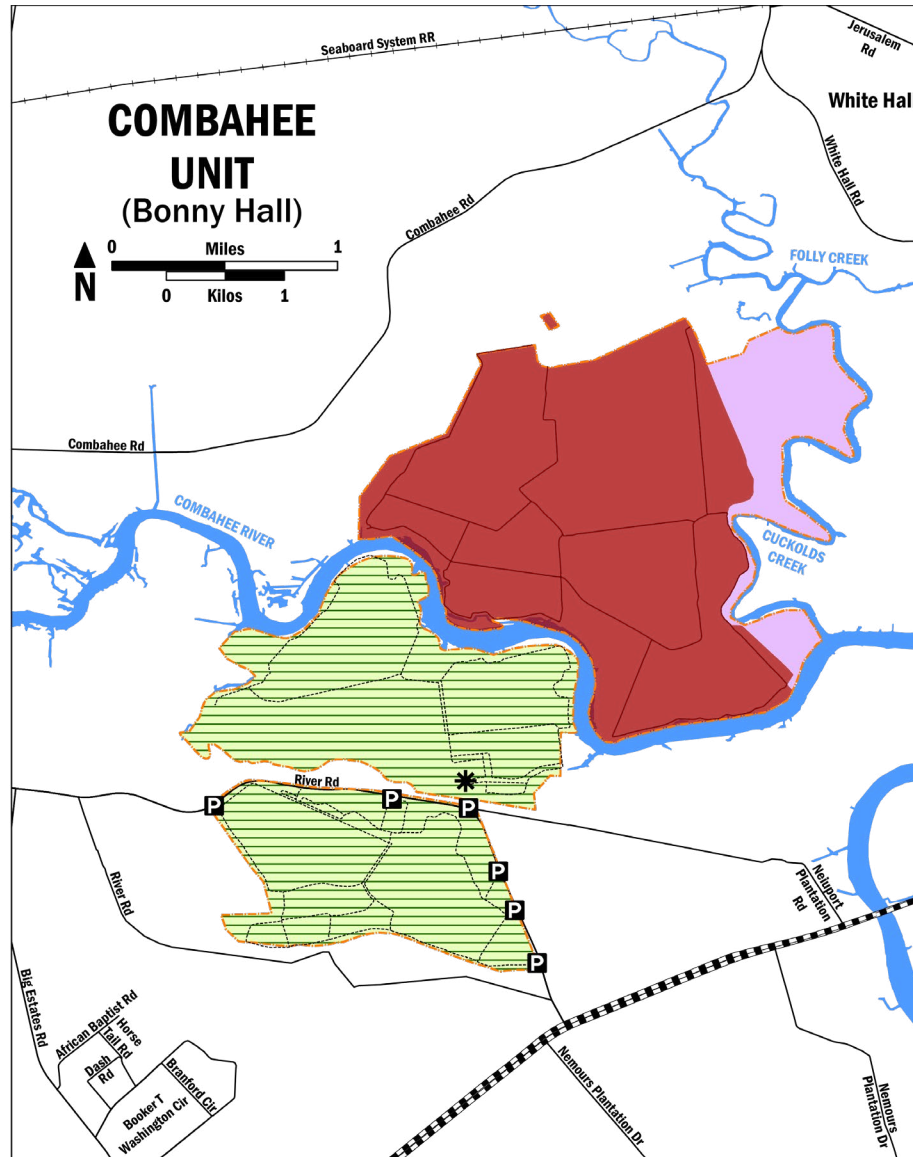 Seaboard System RR
Jerusalem
Rd
COMBAHEE
UNIT
(Bonny Hall)
White Hal
White Hall Rd
0 Miles 1
N
0 Kilos 1
Combahee Rd
FOLLY CREEK
Combahee Rd
COMBAHEE RIVER
CUCKOLDS
CREEK
River Rd
P
P
P
P
P
P
River Rd
Neiuport
Plantation
Rd
Big Estates Rd
African Baptist Rd
Horse
Tail Rd
Dash
Rd
Branford Cir
Booker T
Washington Cir
Nemours Plantation Dr
Nemours
Plantation Dr